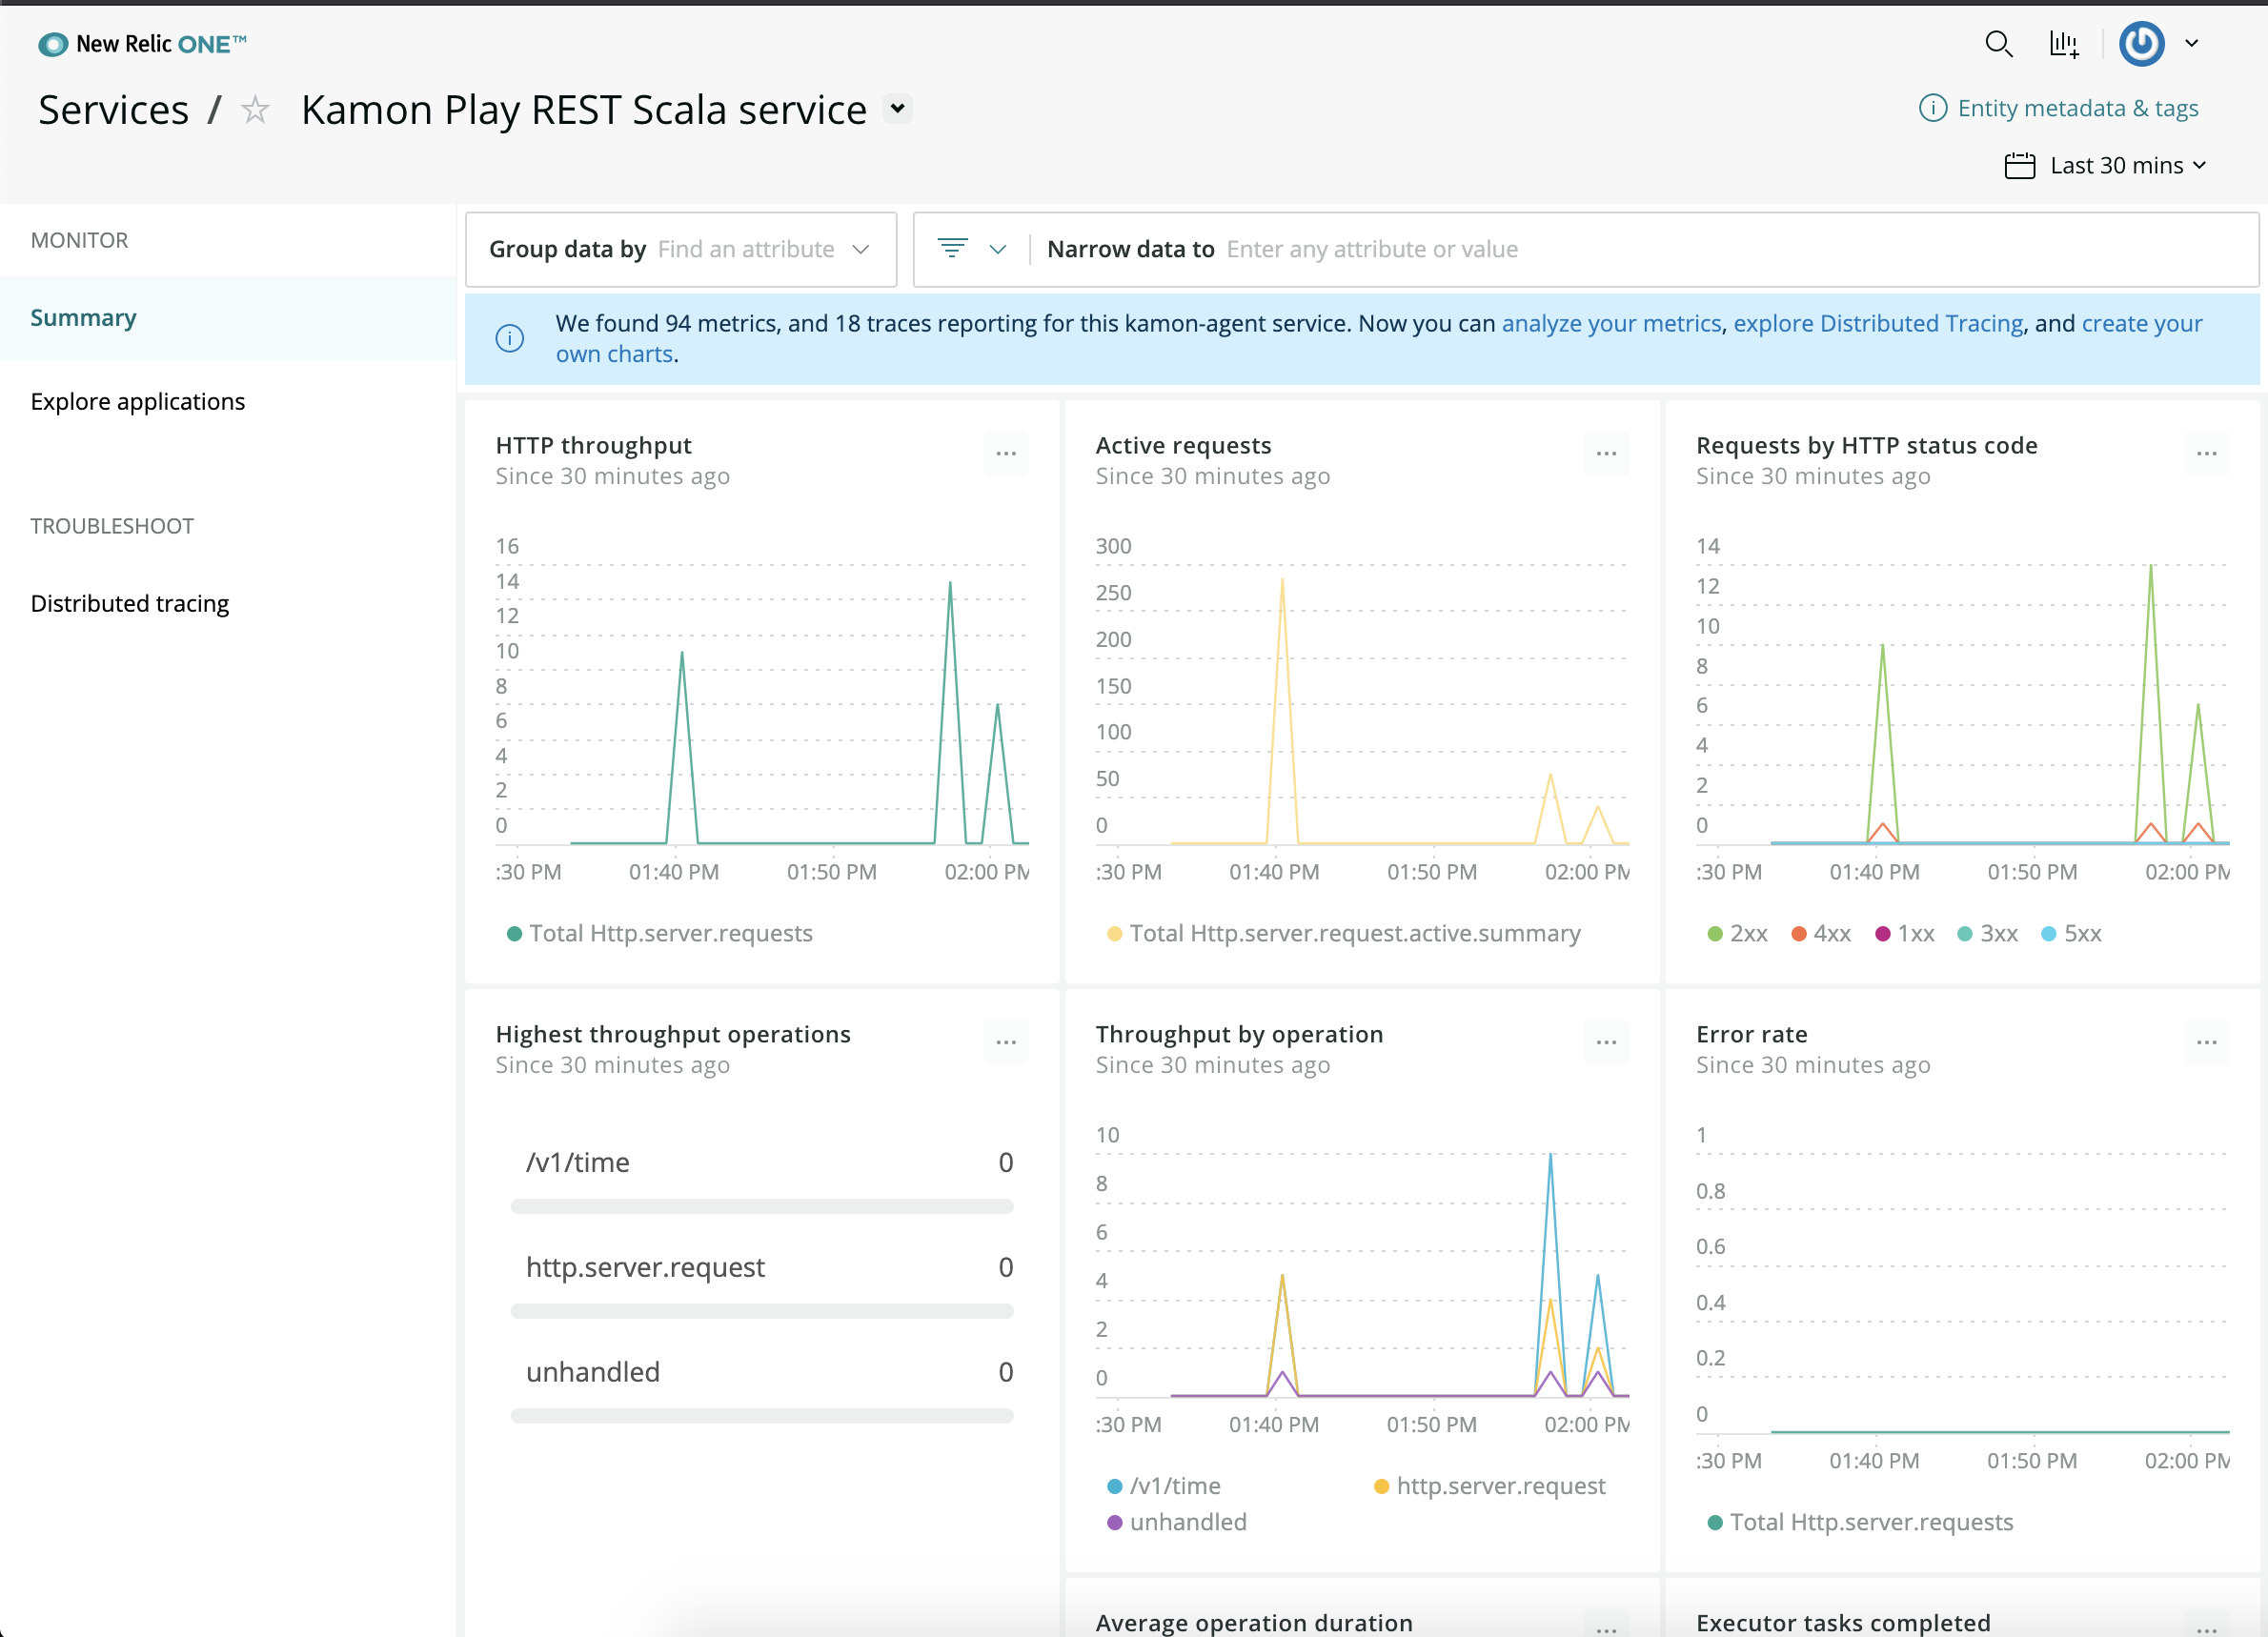 New Relic ONE™
Services / Kamon Play REST Scala service
Entity metadata & tags
Last 30 mins
MONITOR
Summary
Explore applications
TROUBLESHOOT
Distributed tracing
Group data by Find an attribute
Narrow data to Enter any attribute or value
We found 94 metrics, and 18 traces reporting for this kamon-agent service. Now you can analyze your metrics, explore Distributed Tracing, and create your
own charts.
HTTP throughput
Since 30 minutes ago
16
14
12
10
8
6
4
2
0
:30 PM 01:40 PM 01:50 PM 02:00 PM
Total Http.server.requests
Active requests
Since 30 minutes ago
300
250
200
150
100
50
0
:30 PM 01:40 PM 01:50 PM 02:00 PM
Total Http.server.request.active.summary
Requests by HTTP status code
Since 30 minutes ago
14
12
10
8
6
4
2
0
:30 PM 01:40 PM 01:50 PM 02:00 PM
2xx 4xx 1xx 3xx 5xx
Highest throughput operations
Since 30 minutes ago
/v1/time 0
http.server.request 0
unhandled 0
Throughput by operation
Since 30 minutes ago
10
8
6
4
2
0
:30 PM 01:40 PM 01:50 PM 02:00 PM
/v1/time http.server.request
unhandled
Error rate
Since 30 minutes ago
1
0.8
0.6
0.4
0.2
0
:30 PM 01:40 PM 01:50 PM 02:00 PM
Total Http.server.requests
Average operation duration
Executor tasks completed